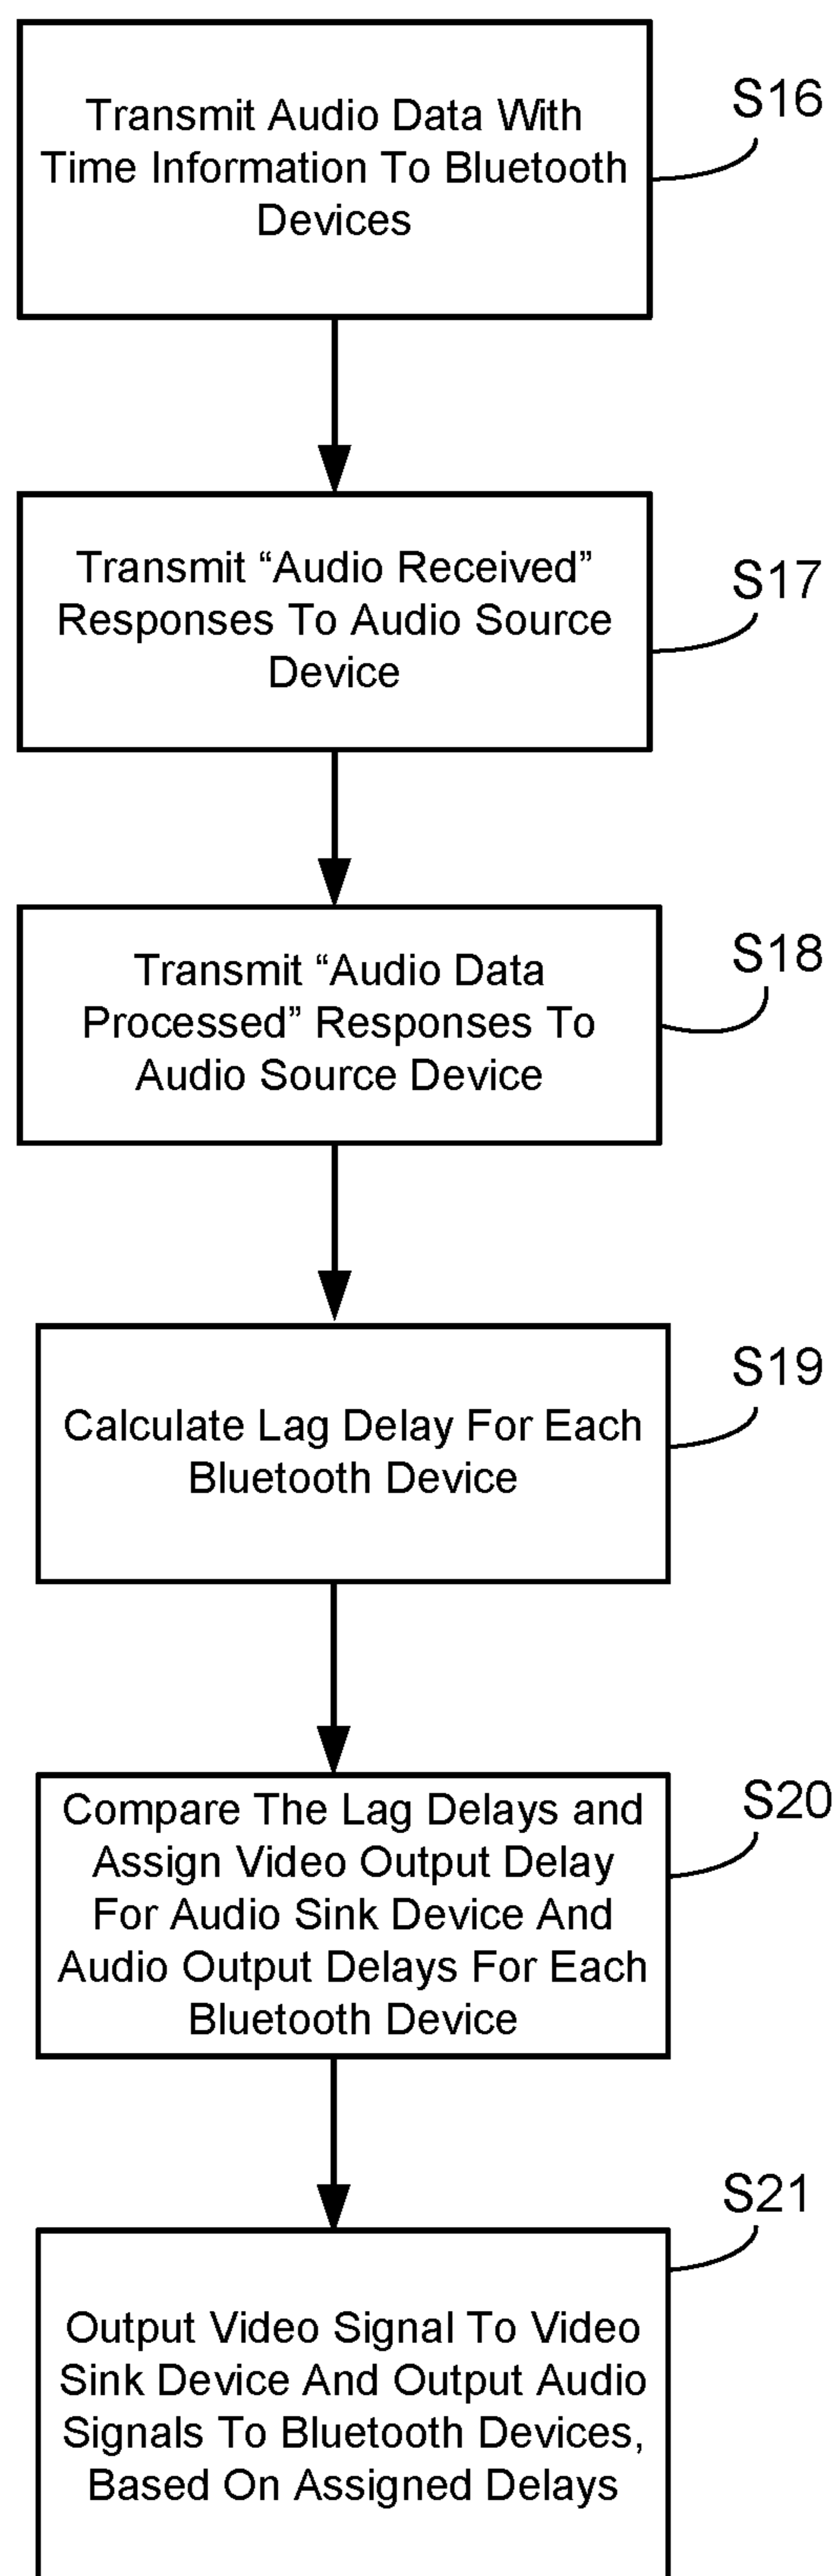 Transmit Audio Data With
Time Information To Bluetooth
Devices
S16
Transmit “Audio Received”
Responses To Audio Source
Device
S17
Transmit “Audio Data
Processed” Responses To
Audio Source Device
S18
Calculate Lag Delay For Each
Bluetooth Device
S19
Compare The Lag Delays and
Assign Video Output Delay
For Audio Sink Device And
Audio Output Delays For Each
Bluetooth Device
S20
Output Video Signal To Video
Sink Device And Output Audio
Signals To Bluetooth Devices,
Based On Assigned Delays
S21